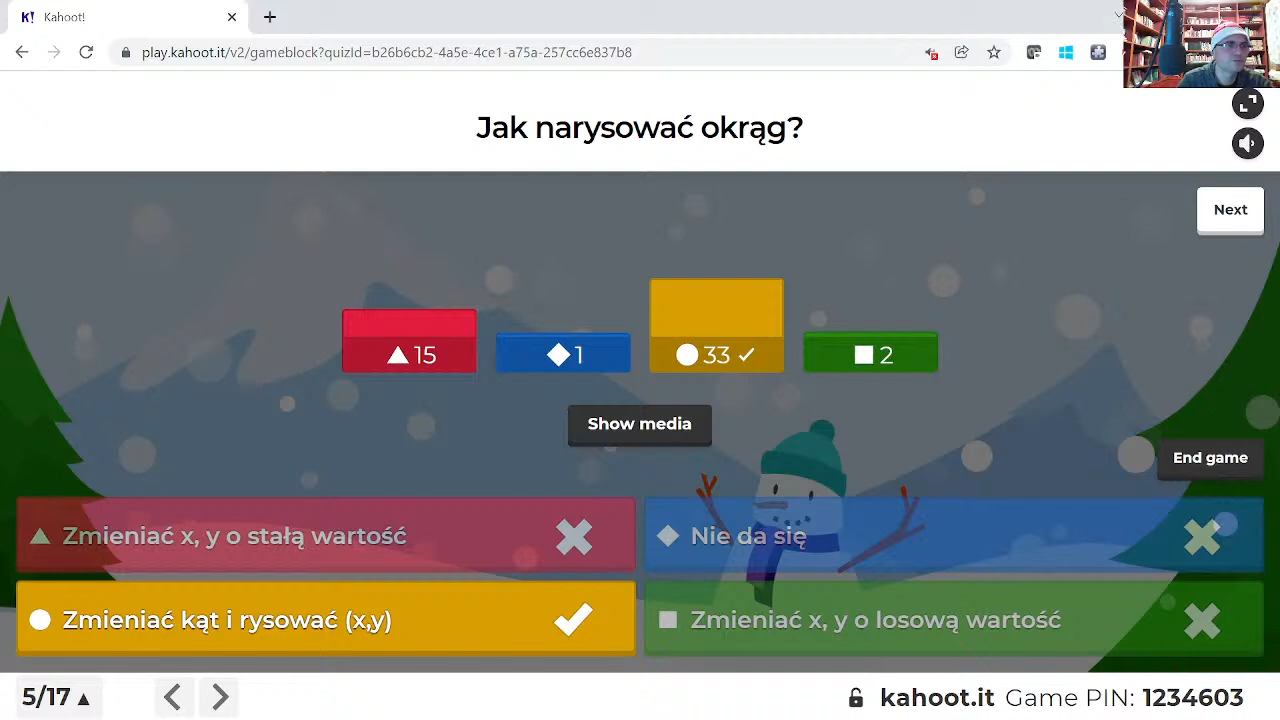 K! Kahoot!
play.kahoot.it/v2/gameblock?quizId=b26b6cb2-4a5e-4ce1-a75a-257cc6e837b8
Jak narysować okrąg?
Next
15
1
33
2
Show media
End game
Zmieniać x, y o stałą wartość
Nie da się
Zmieniać kąt i rysować (x,y)
Zmieniać x, y o losową wartość
5/17
kahoot.it Game PIN: 1234603